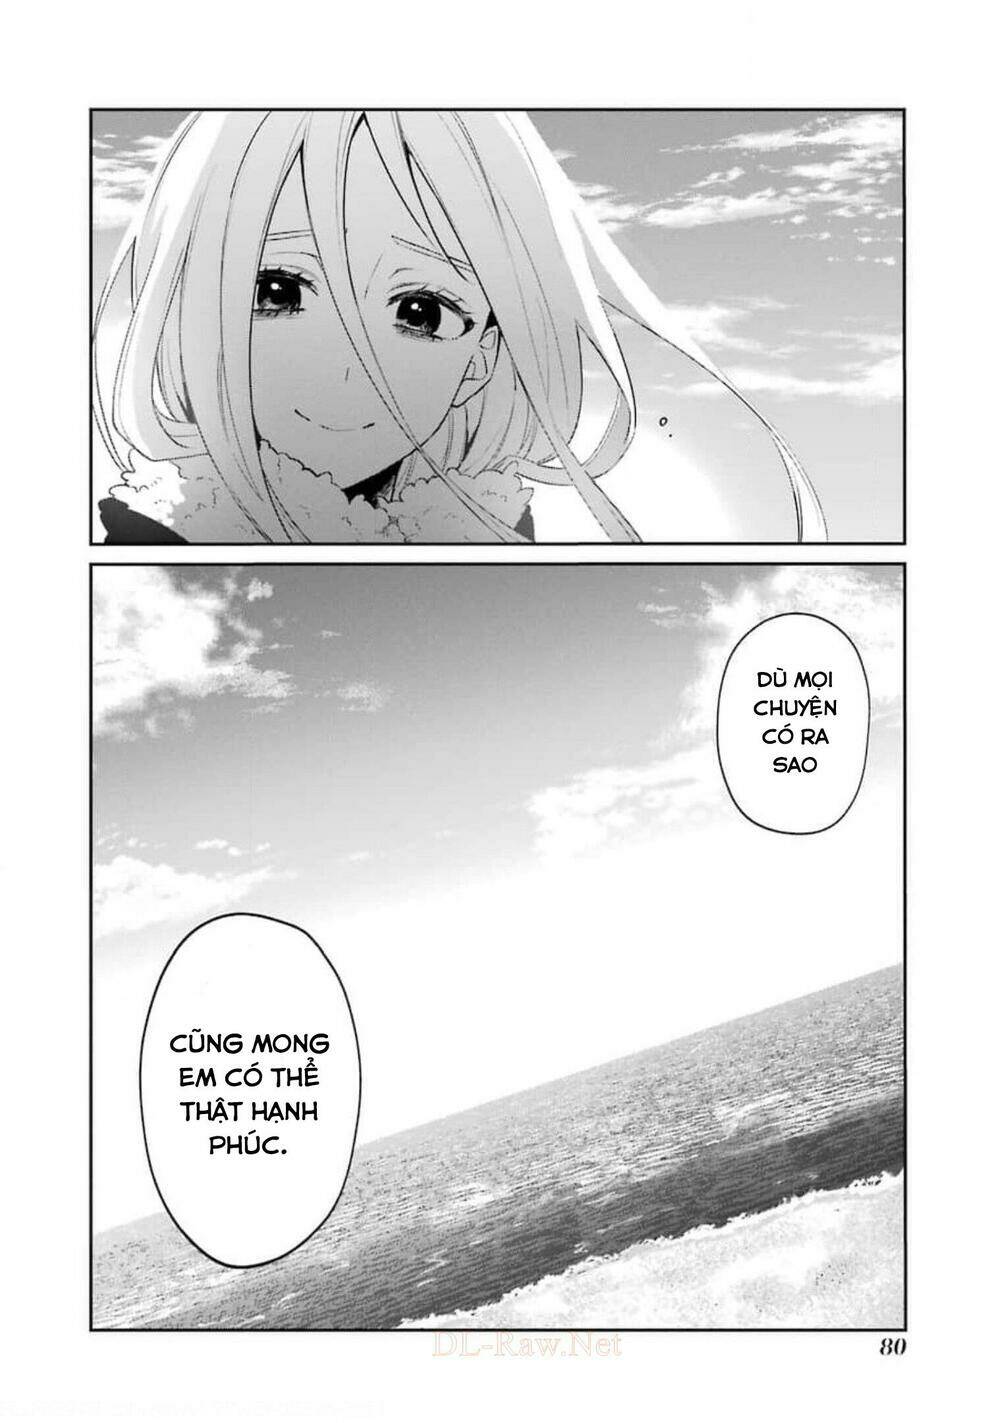 DÙ MỌI
CHUYỆN
CÓ RA
SAO
CŨNG MONG
EM CÓ THỂ
THẬT HẠNH
PHÚC.
DL-Raw.Net
80